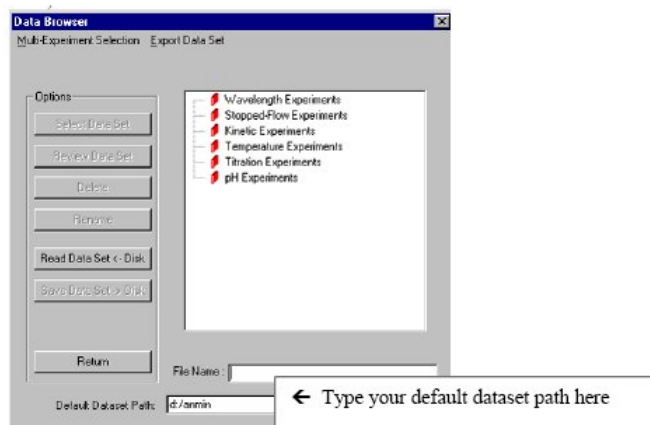 Data Browser
Multi-Experiment Selection Export Data Set
Options
Select Data Set
Review Data Set
Delete
Rename
Read Data Set <- Disk
Save Data Set -> Disk
Return
Wavelength Experiments
Stopped-Flow Experiments
Kinetic Experiments
Temperature Experiments
Titration Experiments
pH Experiments
File Name :
Default Dataset Path: d:/anmin
← Type your default dataset path here